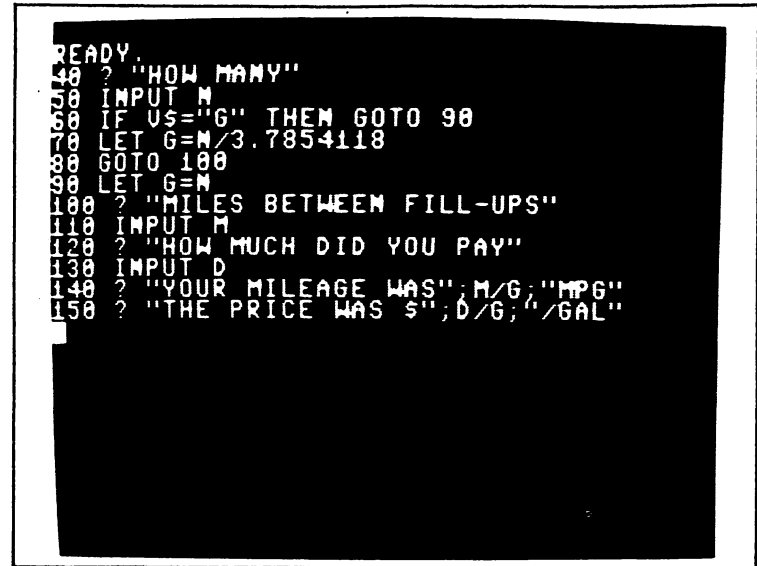 READY.
40 ? "HOW MANY"
50 INPUT N
60 IF V$="G" THEN GOTO 90
70 LET G=N/3.7854118
80 GOTO 100
90 LET G=N
100 ? "MILES BETWEEN FILL-UPS"
110 INPUT M
120 ? "HOW MUCH DID YOU PAY"
130 INPUT D
140 ? "YOUR MILEAGE WAS";M/G;"MPG"
150 ? "THE PRICE WAS $";D/G;"/GAL"